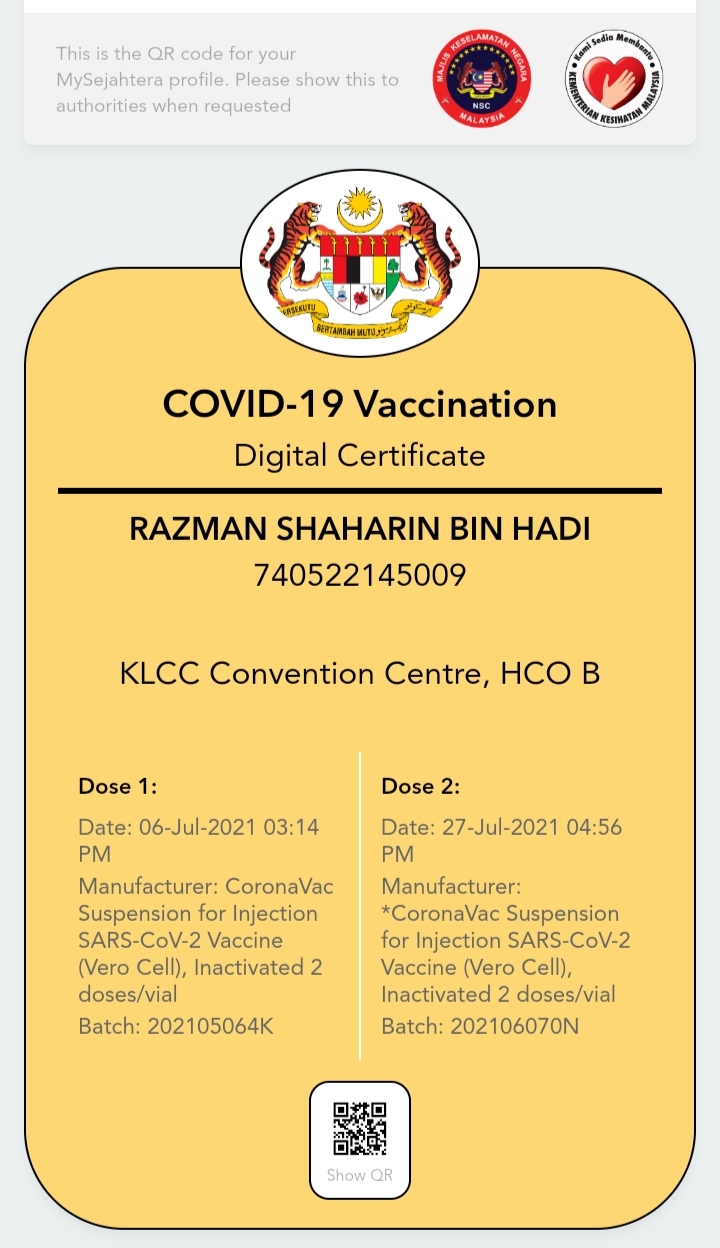 This is the QR code for your
MySejahtera profile. Please show this to
authorities when requested
MAJLIS KESELAMATAN NEGARA
NSC
MALAYSIA
Kami Sedia Membantu
KEMENTERIAN KESIHATAN MALAYSIA
BERTAMBAH MUTU
COVID-19 Vaccination
Digital Certificate
RAZMAN SHAHARIN BIN HADI
740522145009
KLCC Convention Centre, HCO B
Dose 1:
Date: 06-Jul-2021 03:14
PM
Manufacturer: CoronaVac
Suspension for Injection
SARS-CoV-2 Vaccine
(Vero Cell), Inactivated 2
doses/vial
Batch: 202105064K
Dose 2:
Date: 27-Jul-2021 04:56
PM
Manufacturer:
*CoronaVac Suspension
for Injection SARS-CoV-2
Vaccine (Vero Cell),
Inactivated 2 doses/vial
Batch: 202106070N
Show QR